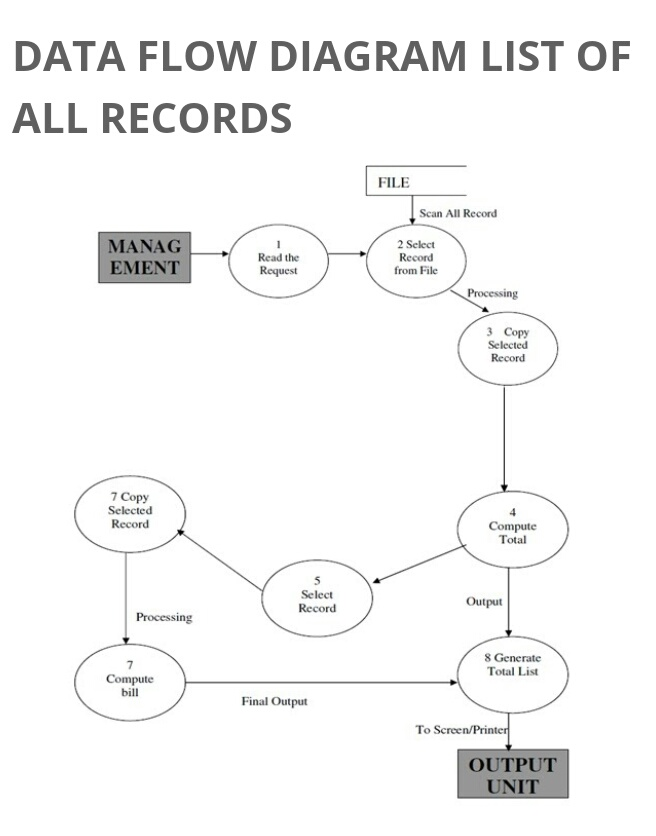 DATA FLOW DIAGRAM LIST OF
ALL RECORDS
FILE
Scan All Record
MANAG
EMENT
1
Read the
Request
2 Select
Record
from File
Processing
3 Copy
Selected
Record
7 Copy
Selected
Record
4
Compute
Total
5
Select
Record
Output
Processing
7
Compute
bill
8 Generate
Total List
Final Output
To Screen/Printer
OUTPUT
UNIT